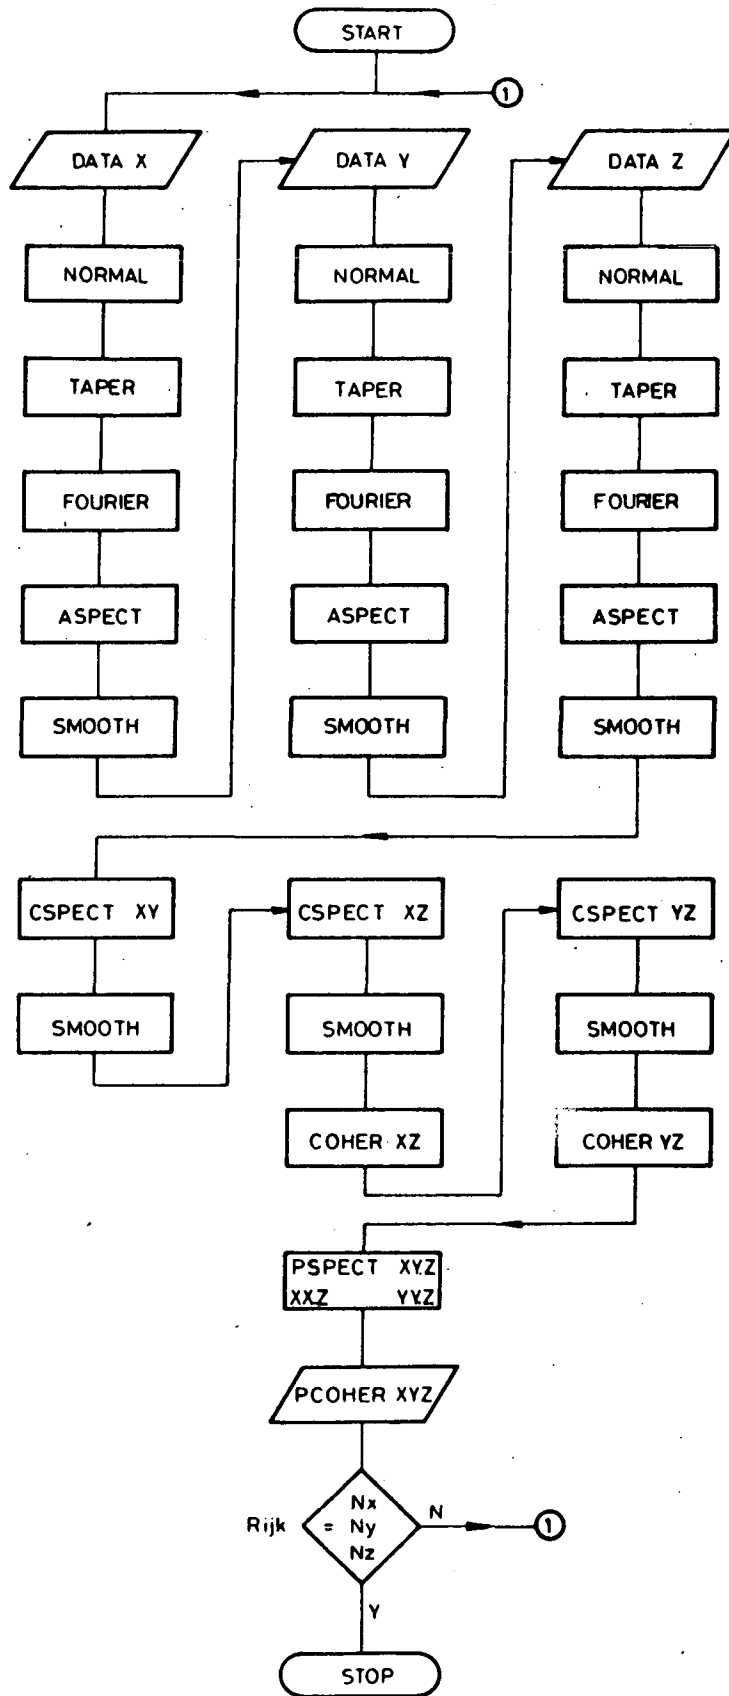 START
1
DATA X
DATA Y
DATA Z
NORMAL
NORMAL
NORMAL
TAPER
TAPER
TAPER
FOURIER
FOURIER
FOURIER
ASPECT
ASPECT
ASPECT
SMOOTH
SMOOTH
SMOOTH
CSPECT XY
CSPECT XZ
CSPECT YZ
SMOOTH
SMOOTH
SMOOTH
COHER XZ
COHER YZ
PSPECT XY.Z
XX.Z YY.Z
PCOHER XYZ
Nx
Rijk = Ny
Nz
N
1
Y
STOP